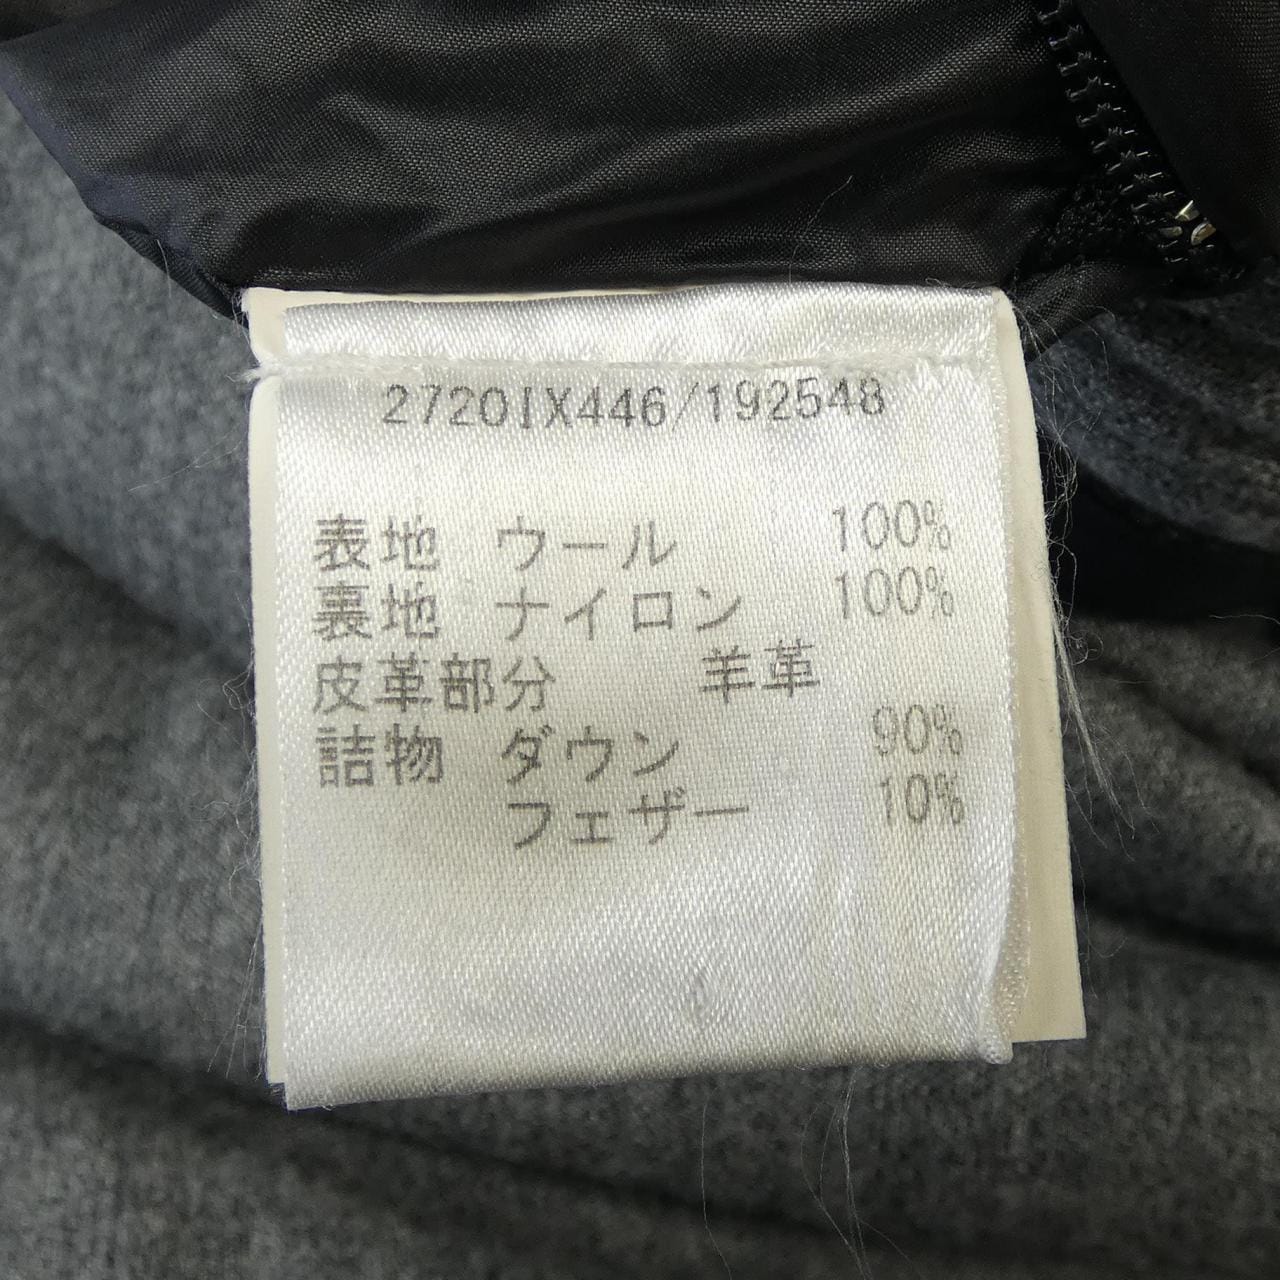 2720IX446/192548
表地 ウール 100%
裏地 ナイロン 100%
皮革部分 羊革
詰物 ダウン 90%
フェザー 10%